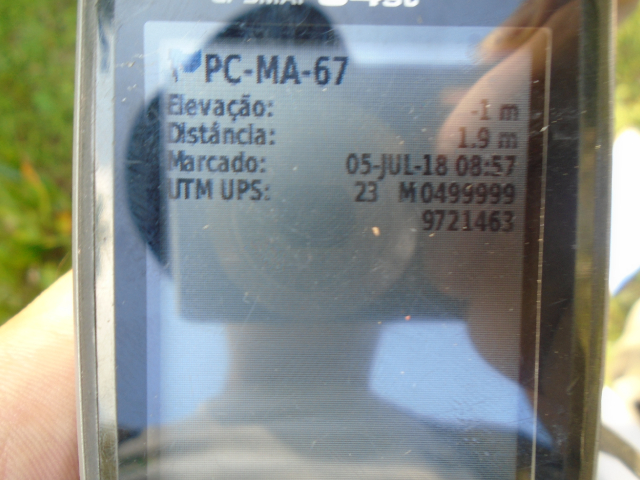 PC-MA-67
Elevação: -1 m
Distância: 1.9 m
Marcado: 05-JUL-18 08:57
UTM UPS: 23 M 0499999
9721463